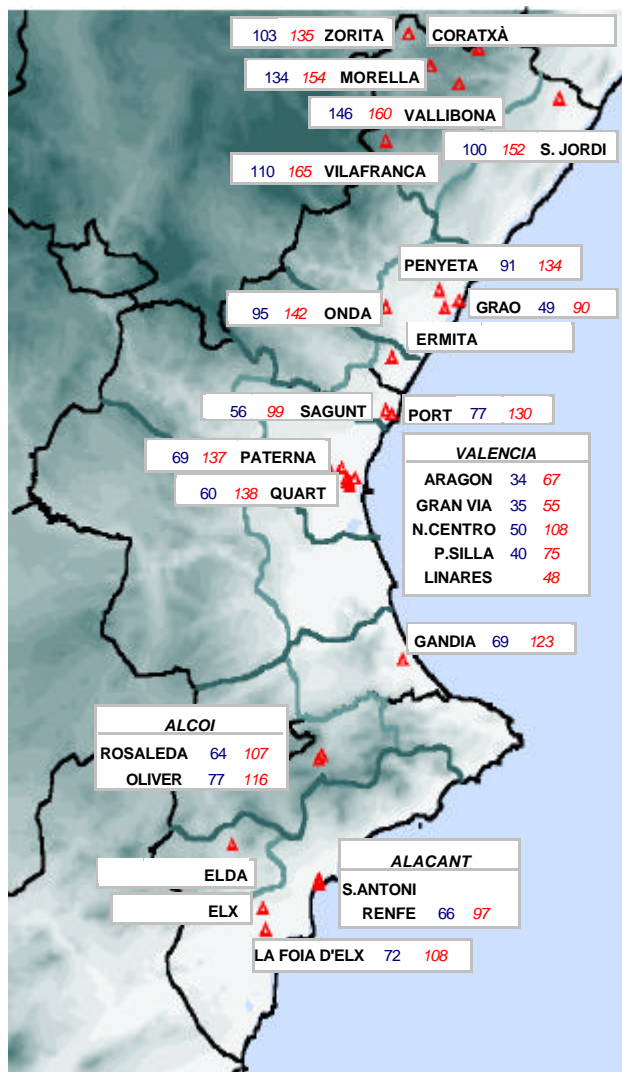 103 135 ZORITA
CORATXÀ
134 154 MORELLA
146 160 VALLIBONA
100 152 S. JORDI
110 165 VILAFRANCA
PENYETA 91 134
95 142 ONDA
GRAO 49 90
ERMITA
56 99 SAGUNT
PORT 77 130
69 137 PATERNA
60 138 QUART
VALENCIA
ARAGON 34 67
GRAN VIA 35 55
N.CENTRO 50 108
P.SILLA 40 75
LINARES 48
GANDIA 69 123
ALCOI
ROSALEDA 64 107
OLIVER 77 116
ELDA
ELX
ALACANT
S.ANTONI
RENFE 66 97
LA FOIA D'ELX 72 108